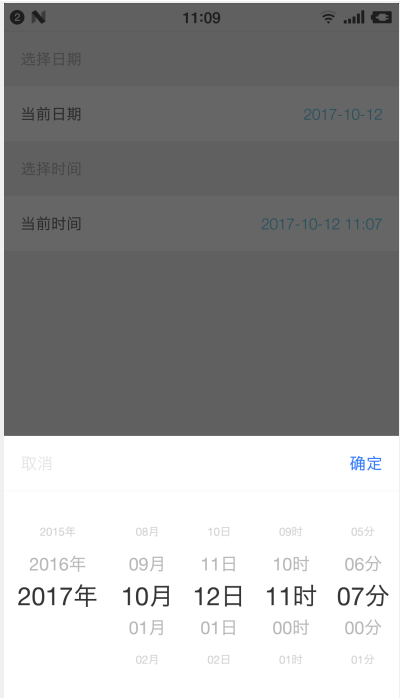 2 N 11:09
选择日期
当前日期 2017-10-12
选择时间
当前时间 2017-10-12 11:07
取消 确定
2015年 08月 10日 09时 05分
2016年 09月 11日 10时 06分
2017年 10月 12日 11时 07分
01月 01日 00时 00分
02月 02日 01时 01分